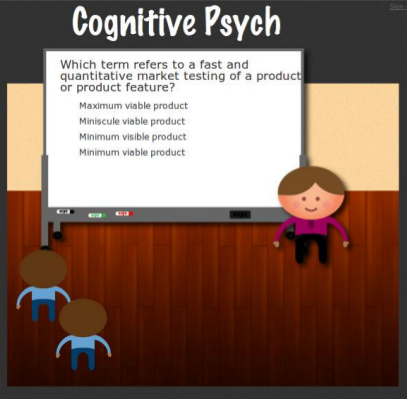 Cognitive Psych
Which term refers to a fast and
quantitative market testing of a product
or product feature?
Maximum viable product
Miniscule viable product
Minimum visible product
Minimum viable product